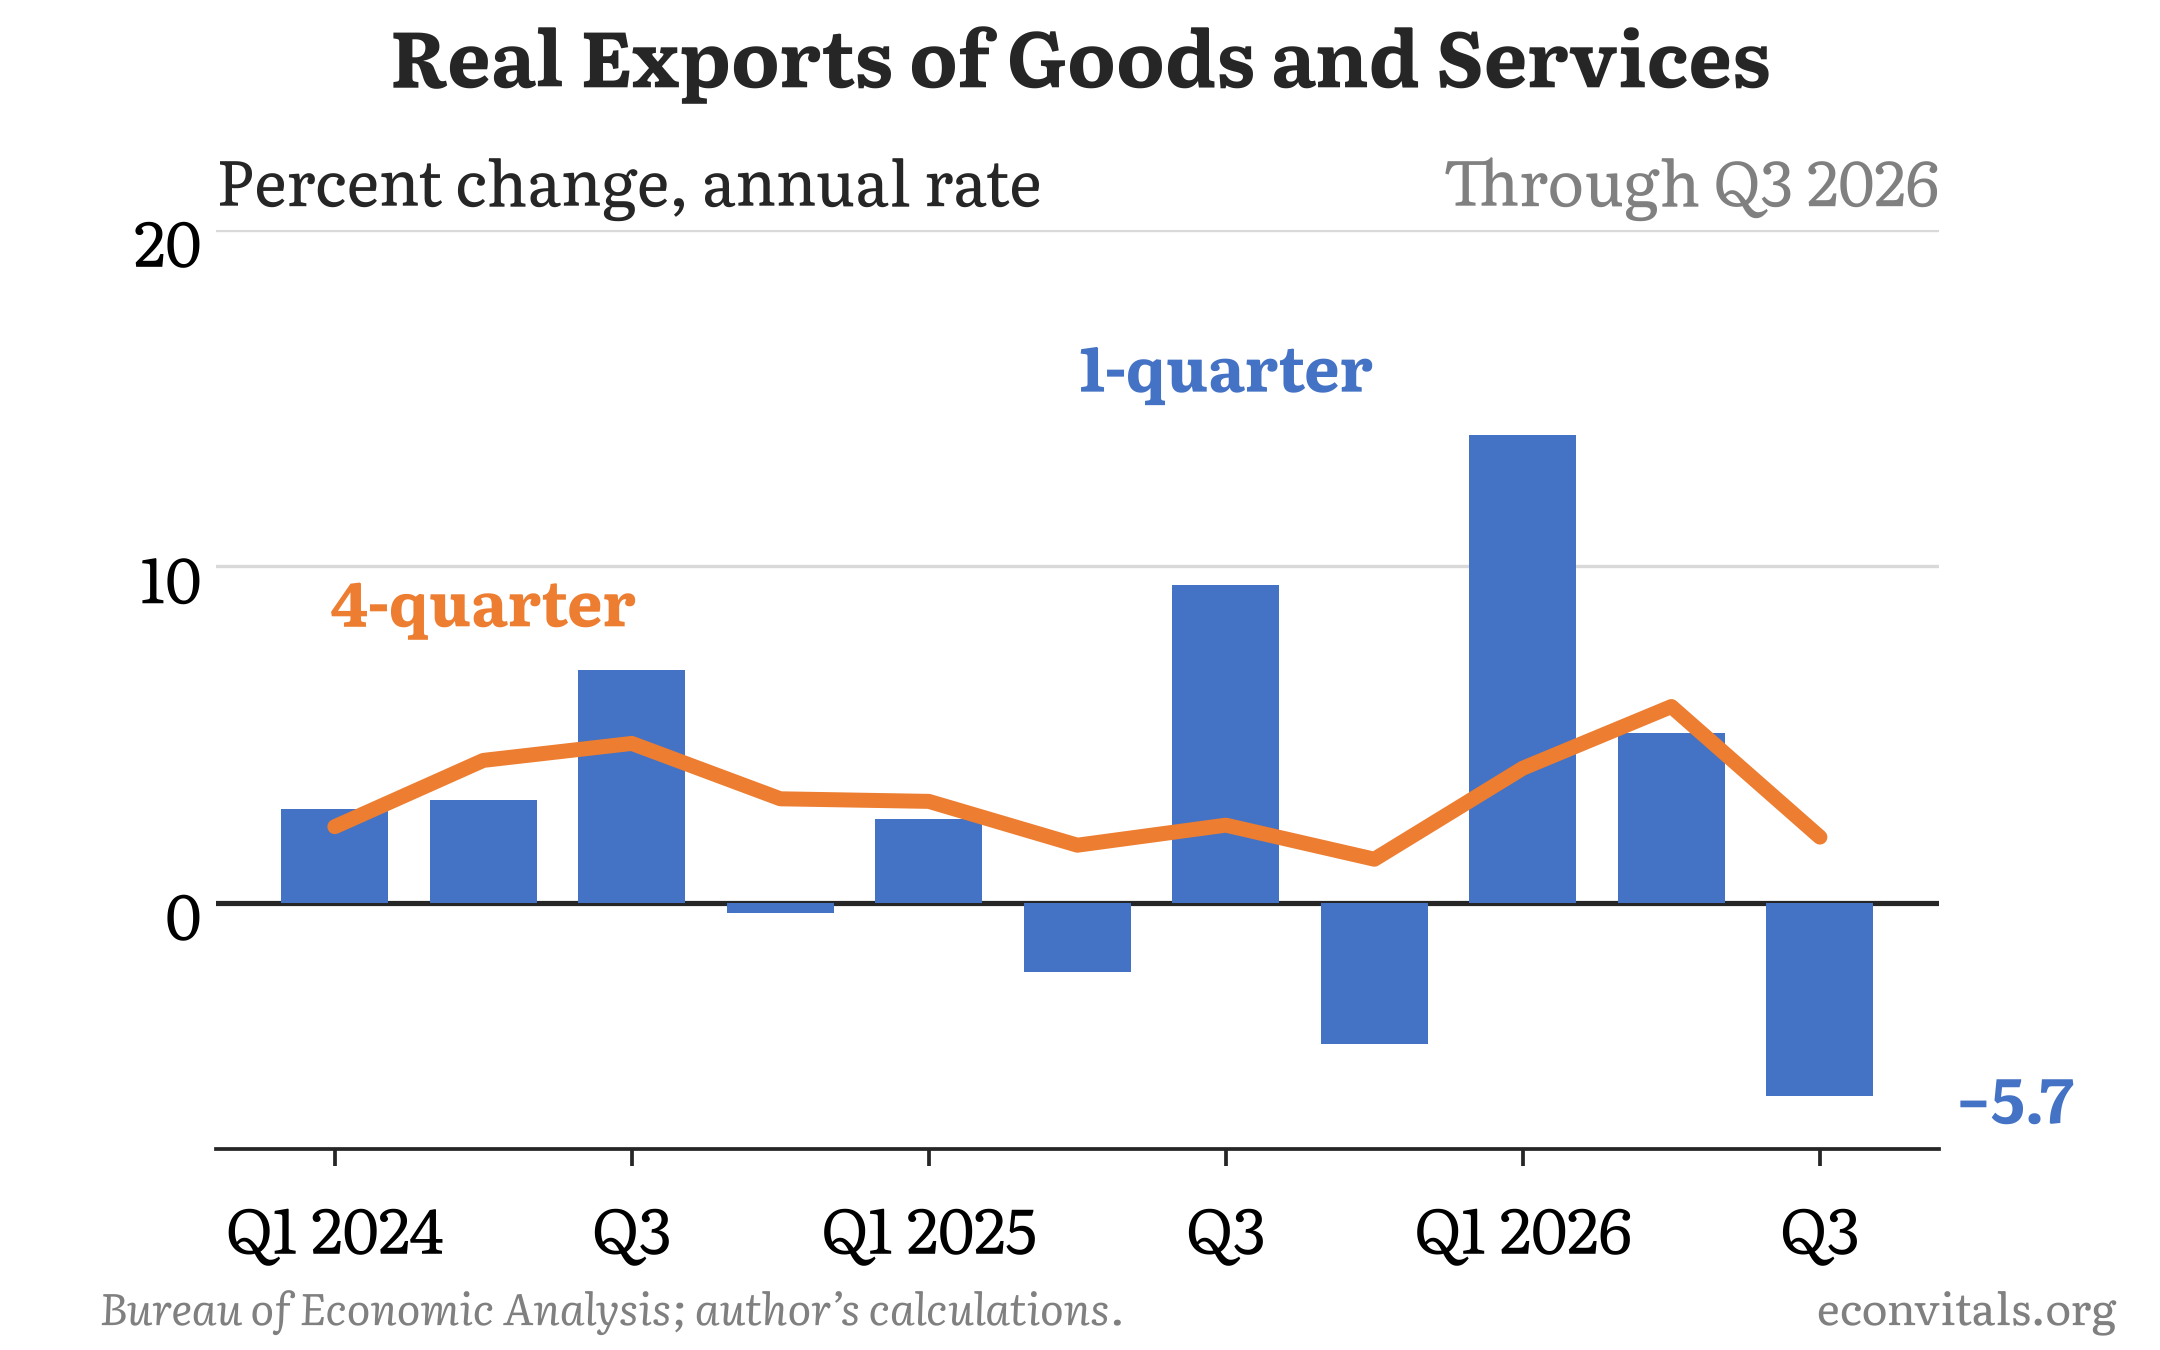 Real Exports of Goods and Services
Percent change, annual rate
Through Q3 2026
20
1-quarter
10
4-quarter
0
−5.7
Q1 2024 Q3 Q1 2025 Q3 Q1 2026 Q3
Bureau of Economic Analysis; author’s calculations.
econvitals.org